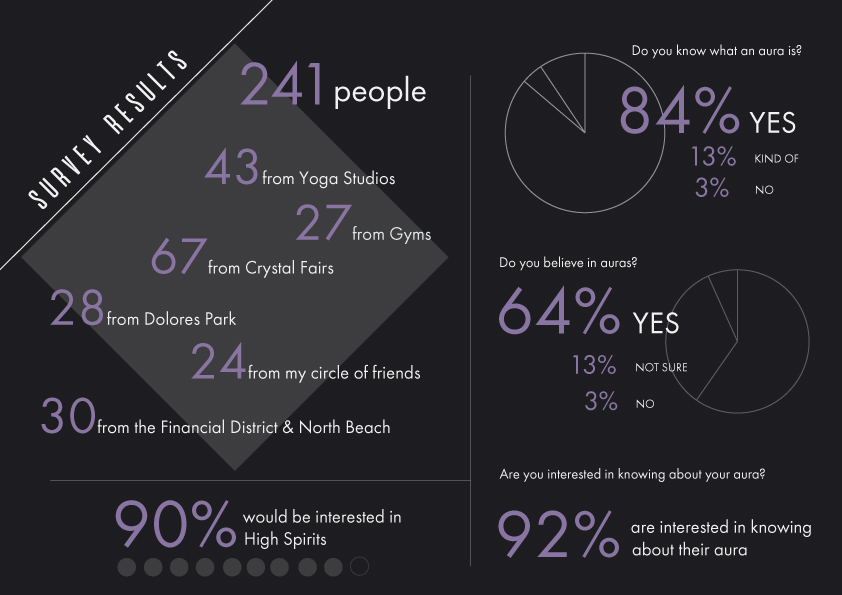 SURVEY RESULTS
241 people
43 from Yoga Studios
27 from Gyms
67 from Crystal Fairs
28 from Dolores Park
24 from my circle of friends
30 from the Financial District & North Beach
90% would be interested in
High Spirits
Do you know what an aura is?
84% YES
13% KIND OF
3% NO
Do you believe in auras?
64% YES
13% NOT SURE
3% NO
Are you interested in knowing about your aura?
92% are interested in knowing
about their aura